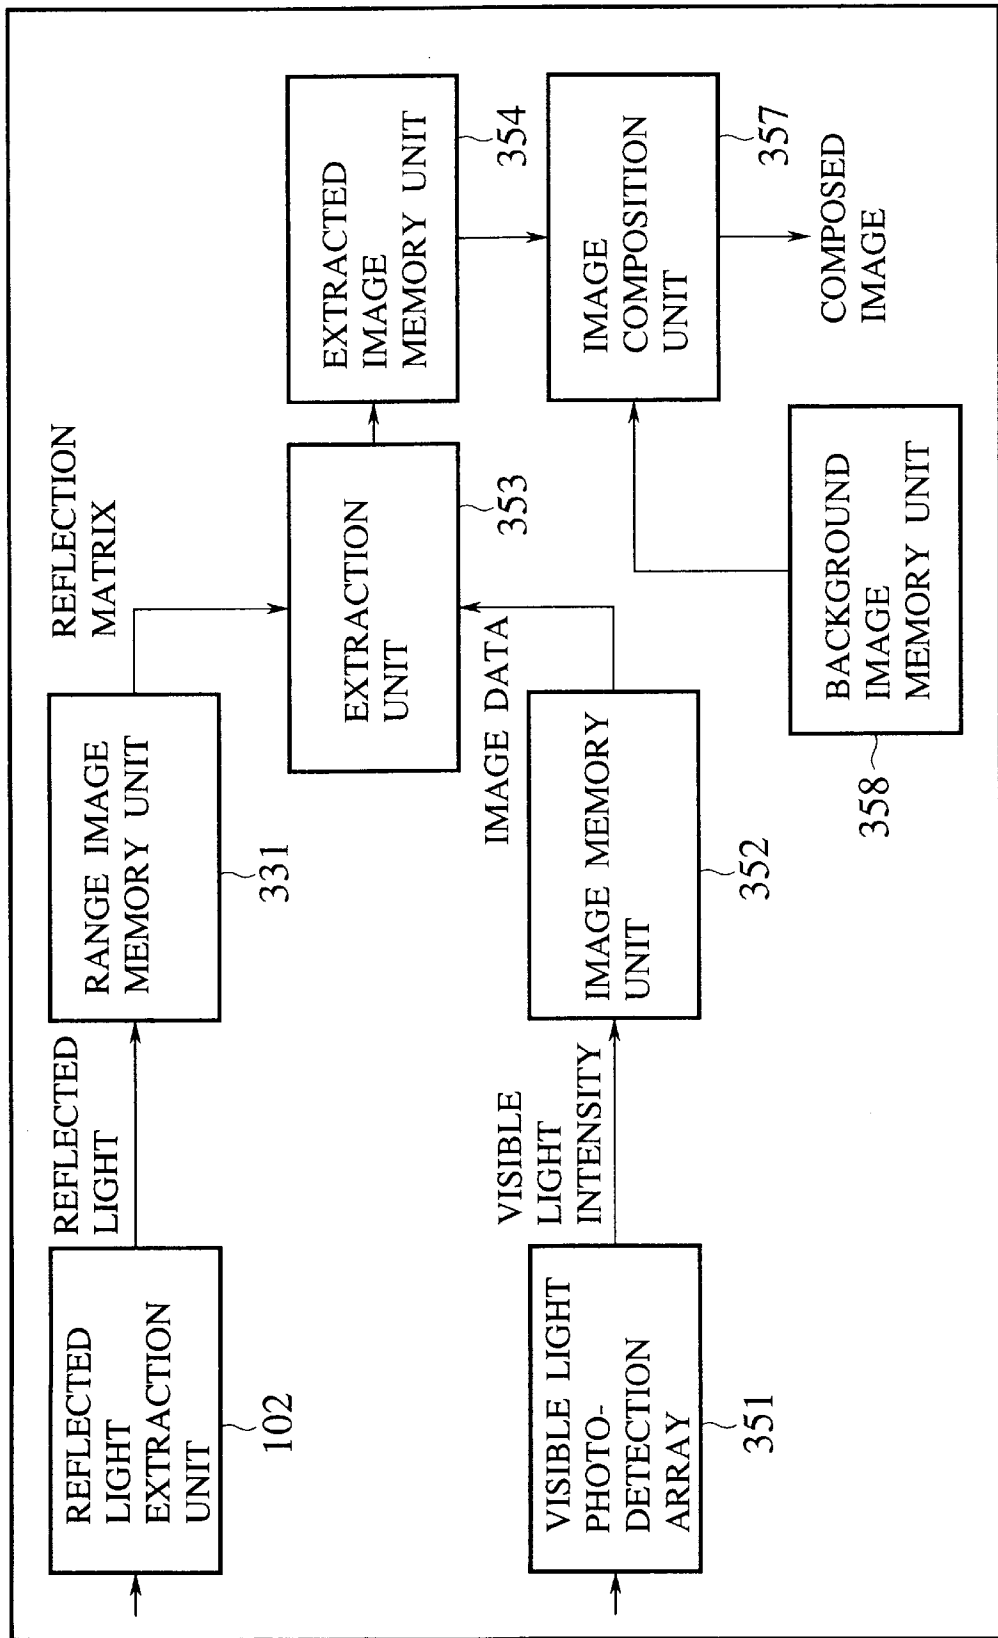 REFLECTED
LIGHT
EXTRACTION
UNIT
102
REFLECTED
LIGHT
RANGE IMAGE
MEMORY UNIT
331
REFLECTION
MATRIX
EXTRACTION
UNIT
353
EXTRACTED
IMAGE
MEMORY UNIT
354
VISIBLE LIGHT
PHOTO-
DETECTION
ARRAY
351
VISIBLE
LIGHT
INTENSITY
IMAGE MEMORY
UNIT
352
IMAGE DATA
IMAGE
COMPOSITION
UNIT
357
BACKGROUND
IMAGE
MEMORY UNIT
358
COMPOSED
IMAGE